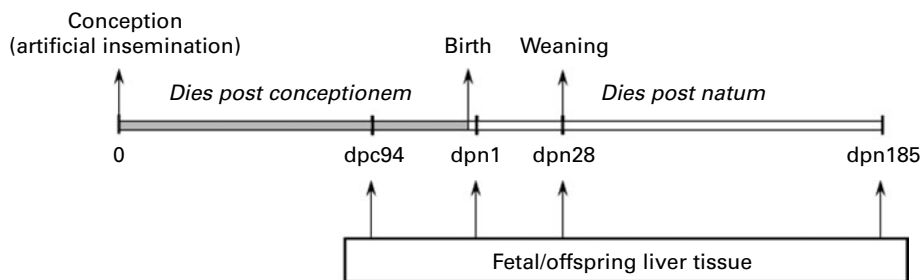 Conception
(artificial insemination)
Birth
Weaning
Dies post conceptionem
Dies post natum
0
dpc94
dpn1
dpn28
dpn185
Fetal/offspring liver tissue